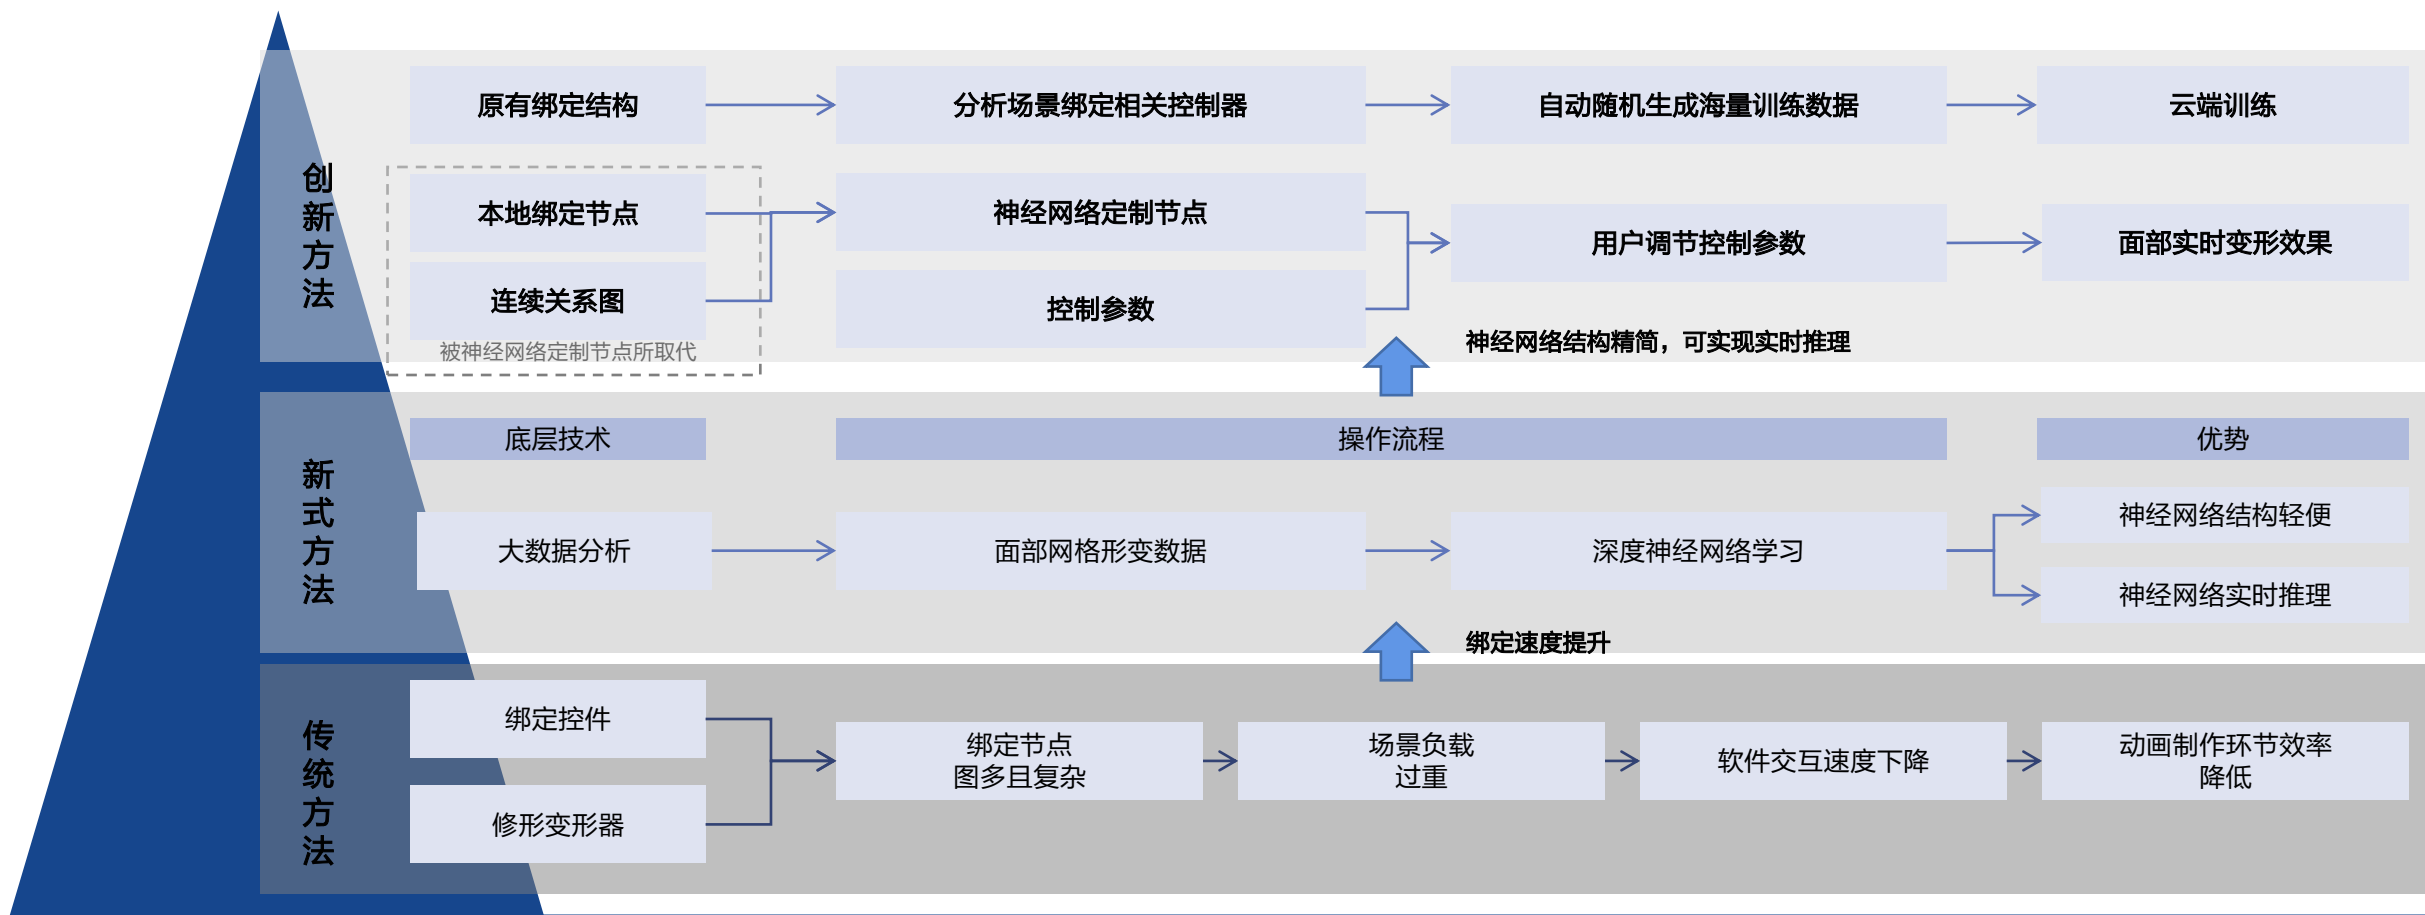 创新方法
原有绑定结构
分析场景绑定相关控制器
自动随机生成海量训练数据
云端训练
本地绑定节点
连续关系图
被神经网络定制节点所取代
神经网络定制节点
控制参数
用户调节控制参数
面部实时变形效果
神经网络结构精简，可实现实时推理
新式方法
底层技术
操作流程
优势
大数据分析
面部网格形变数据
深度神经网络学习
神经网络结构轻便
神经网络实时推理
绑定速度提升
传统方法
绑定控件
修形变形器
绑定节点
图多且复杂
场景负载
过重
软件交互速度下降
动画制作环节效率
降低